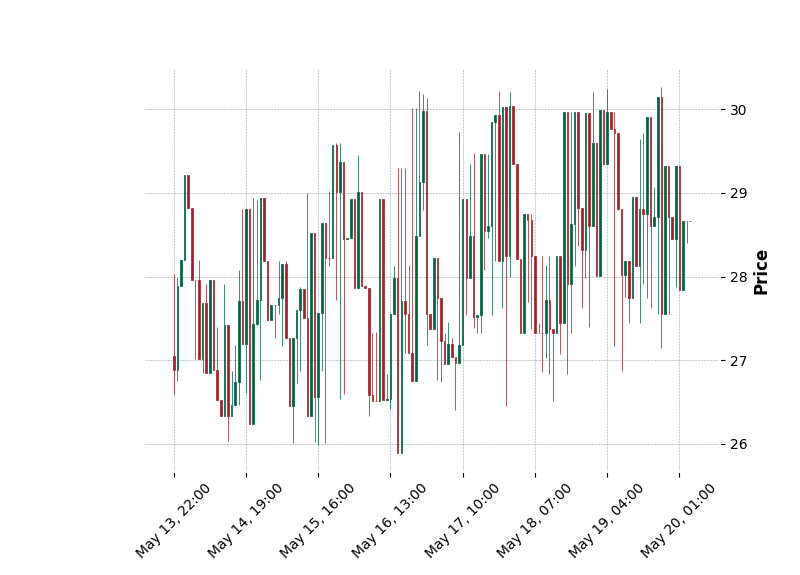 30
29
28
27
26
Price
May 13, 22:00
May 14, 19:00
May 15, 16:00
May 16, 13:00
May 17, 10:00
May 18, 07:00
May 19, 04:00
May 20, 01:00